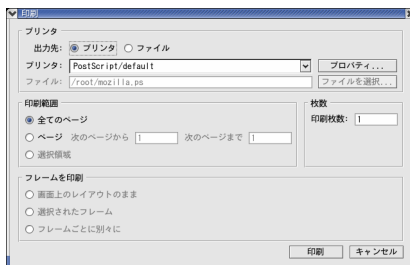 印刷
プリンタ
出力先: プリンタ ファイル
プリンタ: PostScript/default プロパティ...
ファイル: /root/mozilla.ps ファイルを選択...
印刷範囲
全てのページ
ページ 次のページから 1 次のページまで 1
選択領域
枚数
印刷枚数: 1
フレームを印刷
画面上のレイアウトのまま
選択されたフレーム
フレームごとに別々に
印刷 キャンセル